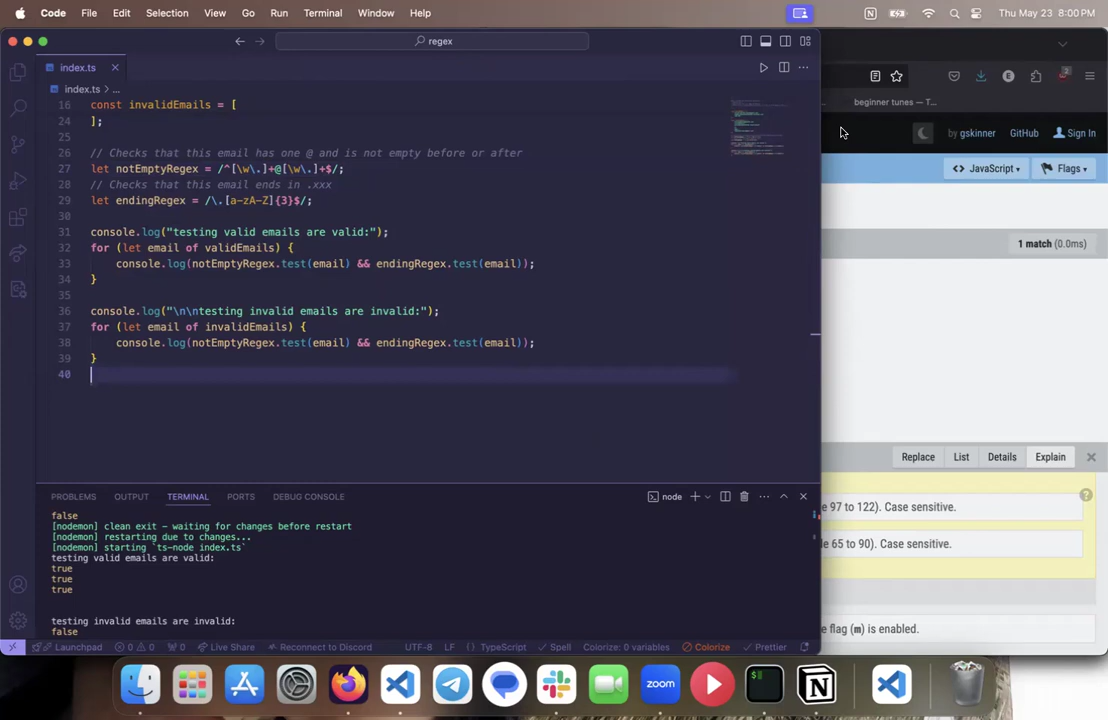 Code File Edit Selection View Go Run Terminal Window Help Thu May 23 8:00 PM
regex
index.ts
index.ts > ...
16 const invalidEmails = [
24 ];
25
26 // Checks that this email has one @ and is not empty before or after
27 let notEmptyRegex = /^[\w\.]+@[\w\.]+$/;
28 // Checks that this email ends in .xxx
29 let endingRegex = /\.[a-zA-Z]{3}$/;
30
31 console.log("testing valid emails are valid:");
32 for (let email of validEmails) {
33 console.log(notEmptyRegex.test(email) && endingRegex.test(email));
34 }
35
36 console.log("\n\ntesting invalid emails are invalid:");
37 for (let email of invalidEmails) {
38 console.log(notEmptyRegex.test(email) && endingRegex.test(email));
39 }
40
PROBLEMS OUTPUT TERMINAL PORTS DEBUG CONSOLE node
false
[nodemon] clean exit - waiting for changes before restart
[nodemon] restarting due to changes...
[nodemon] starting `ts-node index.ts`
testing valid emails are valid:
true
true
true
testing invalid emails are invalid:
false
Launchpad 0 0 0 Live Share Reconnect to Discord UTF-8 LF {} TypeScript Spell Colorize: 0 variables Colorize Prettier
E 2
beginner tunes — T...
by gskinner GitHub Sign In
<> JavaScript Flags
1 match (0.0ms)
Replace List Details Explain
?
e 97 to 122). Case sensitive.
le 65 to 90). Case sensitive.
e flag (m) is enabled.
zoom
$
N